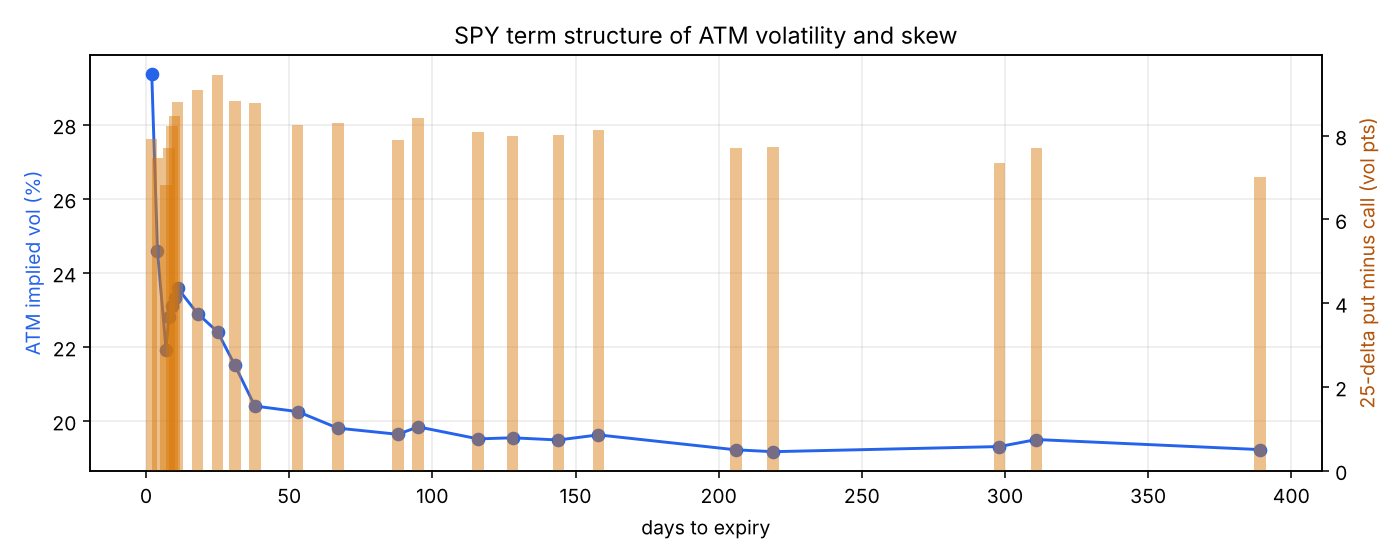 SPY term structure of ATM volatility and skew
ATM implied vol (%)
28
26
24
22
20
8
6
4
2
0
25-delta put minus call (vol pts)
0 50 100 150 200 250 300 350 400
days to expiry